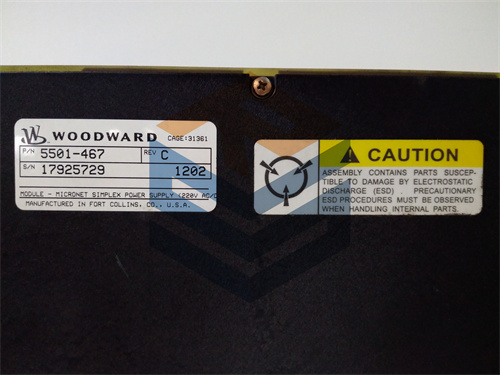 WOODWARD CAGE:31361
P/N 5501-467 REV C
S/N 17925729 1202
MODULE - MICRONET SIMPLEX POWER SUPPLY (220V AC/D
MANUFACTURED IN FORT COLLINS, CO., U.S.A.
CAUTION
ASSEMBLY CONTAINS PARTS SUSCEP-
TIBLE TO DAMAGE BY ELECTROSTATIC
DISCHARGE (ESD) . PRECAUTIONARY
ESD PROCEDURES MUST BE OBSERVED
WHEN HANDLING INTERNAL PARTS.